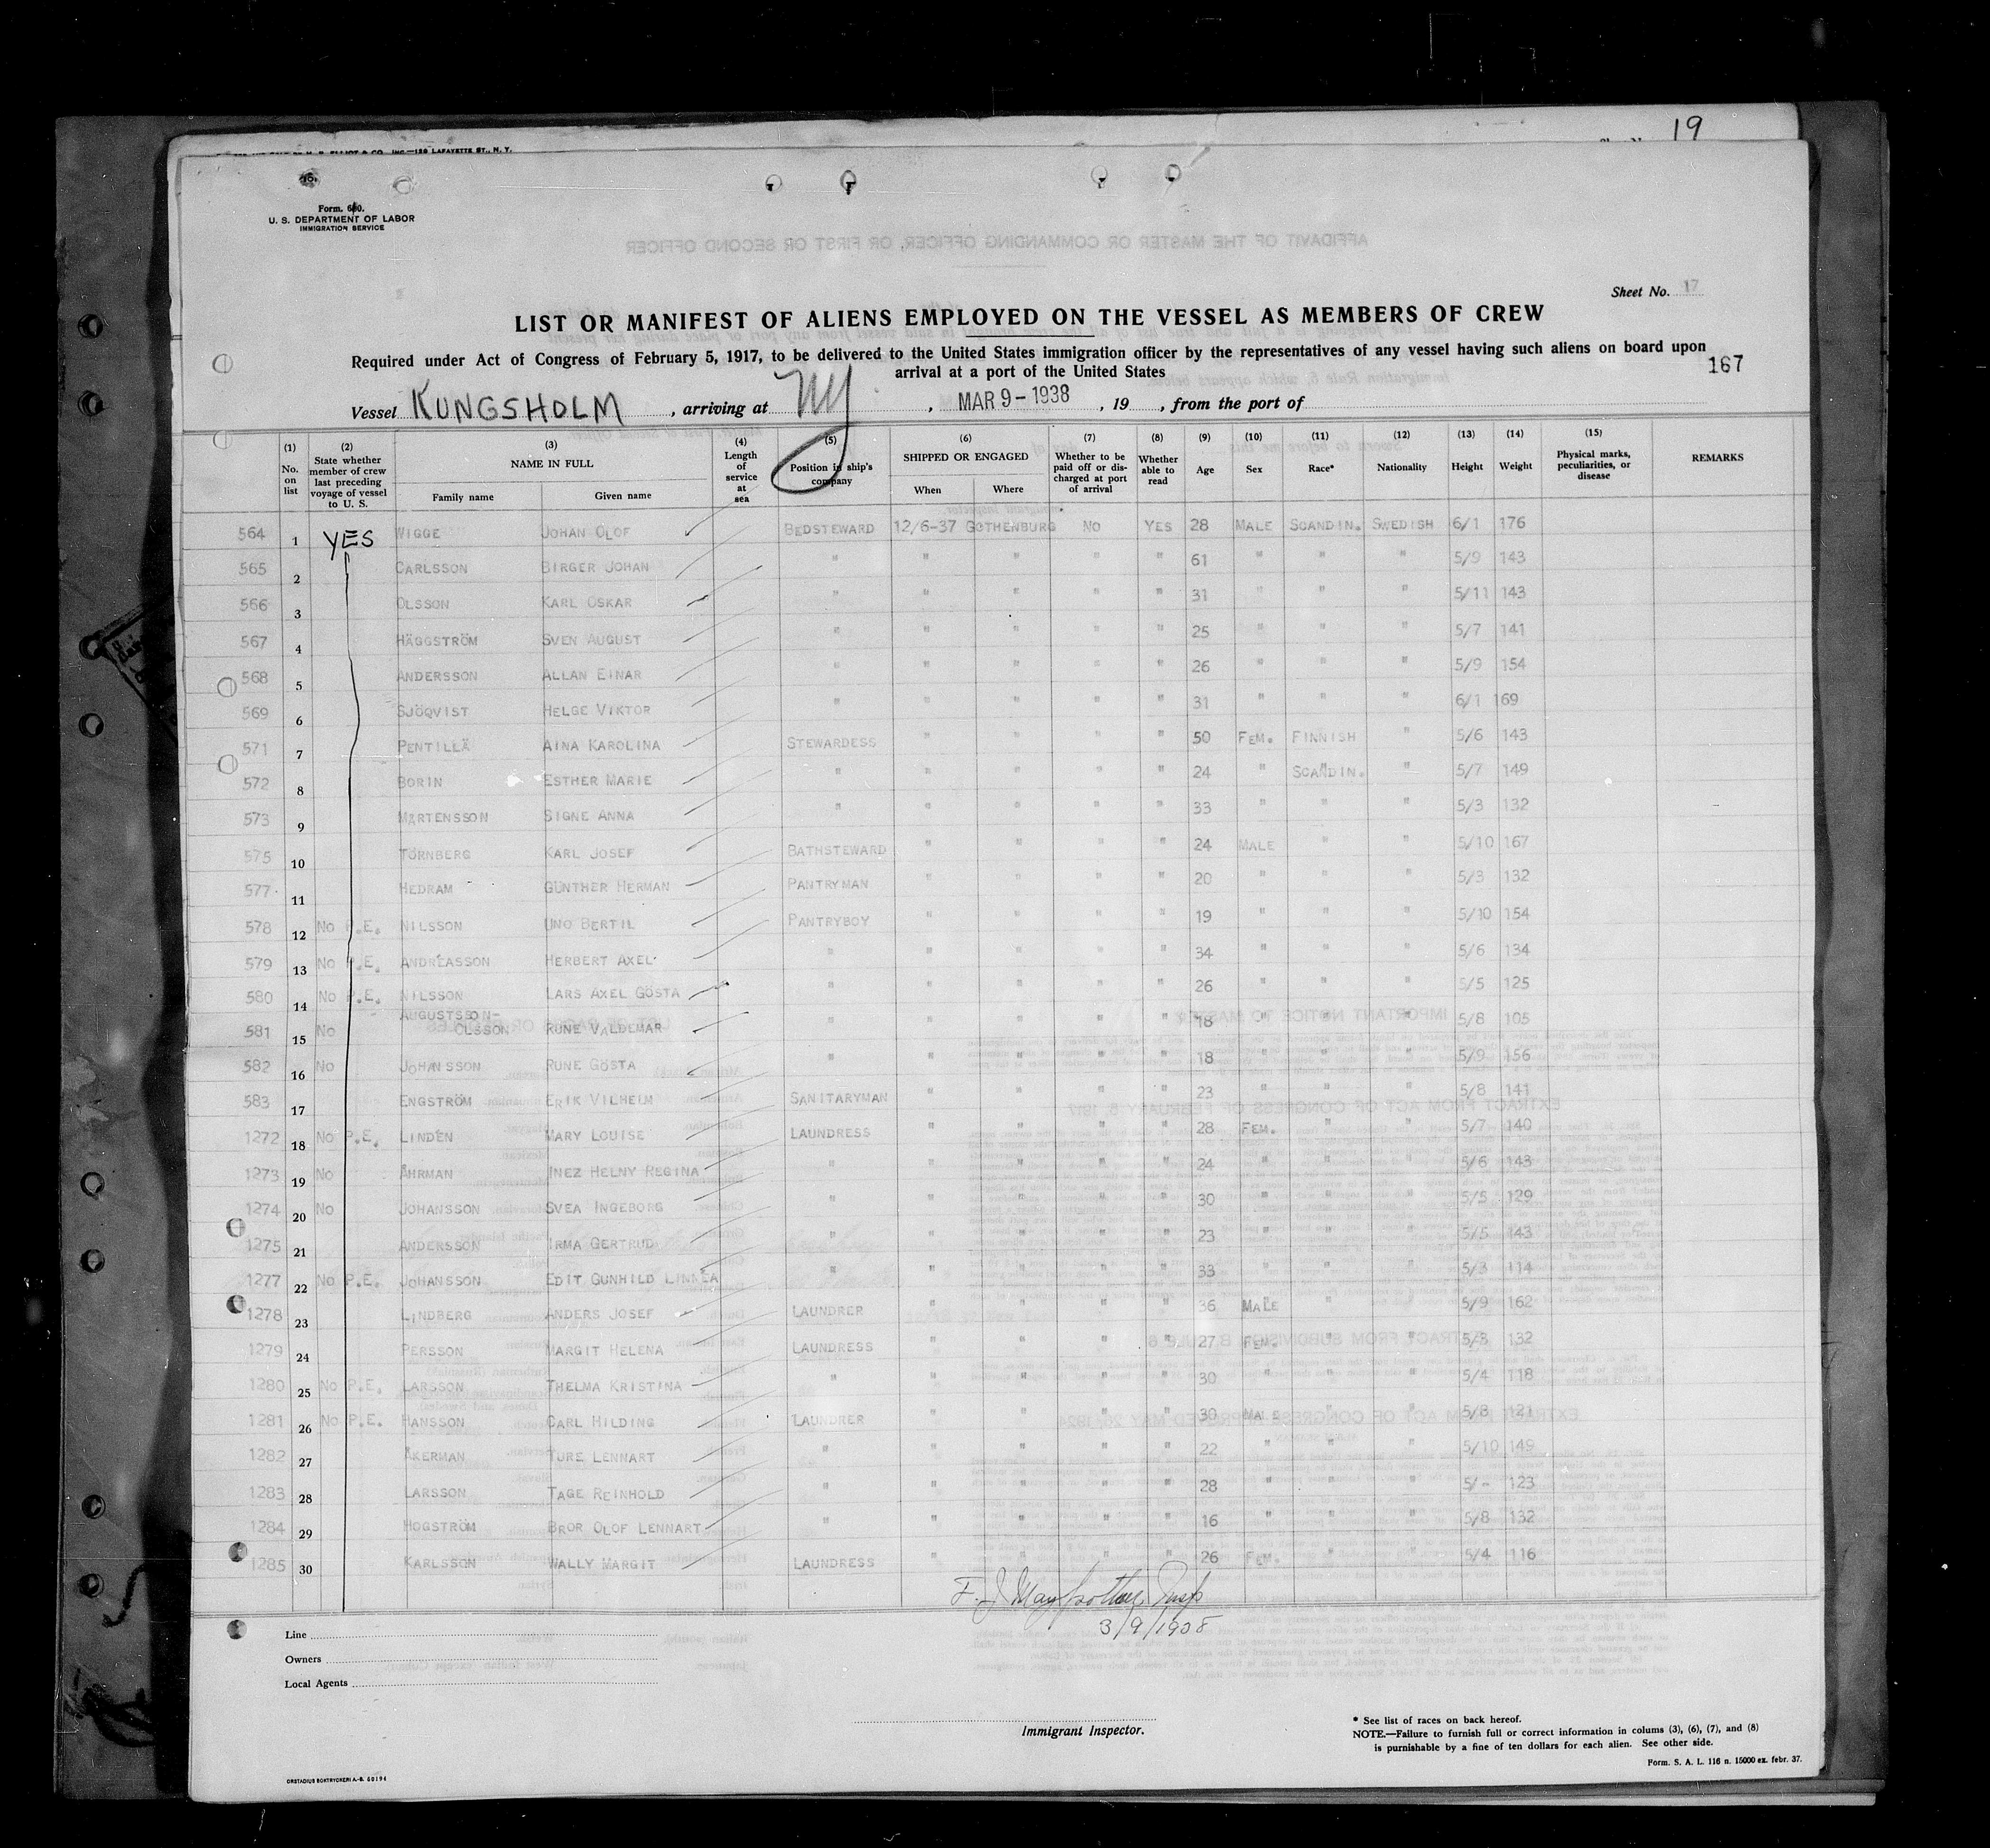 19
Form. 680.
U. S. DEPARTMENT OF LABOR
IMMIGRATION SERVICE
Sheet No. 17
LIST OR MANIFEST OF ALIENS EMPLOYED ON THE VESSEL AS MEMBERS OF CREW
Required under Act of Congress of February 5, 1917, to be delivered to the United States immigration officer by the representatives of any vessel having such aliens on board upon
arrival at a port of the United States
167
Vessel KUNGSHOLM, arriving at NY, MAR 9-1938, 19, from the port of
(1) No. on list (2) State whether member of crew last preceding voyage of vessel to U. S. (3) NAME IN FULL Family name Given name (4) Length of service at sea (5) Position in ship's company (6) SHIPPED OR ENGAGED When Where (7) Whether to be paid off or discharged at port of arrival (8) Whether able to read (9) Age (10) Sex (11) Race* (12) Nationality (13) Height (14) Weight (15) Physical marks, peculiarities, or disease REMARKS
564 1 YES WIGGE JOHAN OLOF BEDSTEWARD 12/6-37 GOTHENBURG NO YES 28 MALE SCANDIN. SWEDISH 6/1 176
565 2 CARLSSON BIRGER JOHAN " " " " " 61 " " " 5/9 143
566 3 OLSSON KARL OSKAR " " " " " 31 " " " 5/11 143
567 4 HÄGGSTRÖM SVEN AUGUST " " " " " 25 " " " 5/7 141
568 5 ANDERSSON ALLAN EINAR " " " " " 26 " " " 5/9 154
569 6 SJÖQVIST HELGE VIKTOR " " " " " 31 " " " 6/1 169
571 7 PENTILLÄ AINA KAROLINA STEWARDESS " " " " 50 FEM. FINNISH " 5/6 143
572 8 BORIN ESTHER MARIE " " " " " 24 " SCANDIN. " 5/7 149
573 9 MÅRTENSSON SIGNE ANNA " " " " " 33 " " " 5/3 132
575 10 TÖRNBERG KARL JOSEF BATHSTEWARD " " " " 24 MALE " " 5/10 167
577 11 HEDRAM GÜNTHER HERMAN PANTRYMAN " " " " 20 " " " 5/3 132
578 12 NO P.E. NILSSON UNO BERTIL PANTRYBOY " " " " 19 " " " 5/10 154
579 13 NO P.E. ANDRÉASSON HERBERT AXEL " " " " " 34 " " " 5/6 134
580 14 NO P.E. NILSSON LARS AXEL GÖSTA " " " " " 26 " " " 5/5 125
581 15 NO AUGUSTSSON-OLSSON RUNE VALDEMAR " " " " " 18 " " " 5/8 105
582 16 NO JOHANSSON RUNE GÖSTA " " " " " 18 " " " 5/9 156
583 17 ENGSTRÖM ERIK VILHELM SANITARYMAN " " " " 23 " " " 5/8 141
1272 18 NO P.E. LINDÉN MARY LOUISE LAUNDRESS " " " " 28 FEM. " " 5/7 140
1273 19 NO ÅHRMAN INEZ HELNY REGINA " " " " " 24 " " " 5/6 143
1274 20 NO JOHANSSON SVEA INGEBORG " " " " " 30 " " " 5/5 129
1275 21 ANDERSSON IRMA GERTRUD " " " " " 23 " " " 5/5 143
1277 22 NO P.E. JOHANSSON EDIT GUNHILD LINNÉA " " " " " 33 " " " 5/3 114
1278 23 LINDBERG ANDERS JOSEF LAUNDRER " " " " 36 MALE " " 5/9 162
1279 24 PERSSON MARGIT HELENA LAUNDRESS " " " " 27 FEM. " " 5/3 132
1280 25 NO P.E. LARSSON THELMA KRISTINA " " " " " 30 " " " 5/4 118
1281 26 NO P.E. HANSSON CARL HILDING LAUNDRER " " " " 30 MALE " " 5/8 121
1282 27 ÅKERMAN TURE LENNART " " " " " 22 " " " 5/10 149
1283 28 LARSSON TAGE REINHOLD " " " " " 28 " " " 5/- 123
1284 29 HÖGSTRÖM BROR OLOF LENNART " " " " " 16 " " " 5/8 132
1285 30 KARLSSON WALLY MARGIT LAUNDRESS " " " " 26 FEM. " " 5/4 116
3/9/1938
Line
Owners
Local Agents
Immigrant Inspector.
* See list of races on back hereof.
NOTE.—Failure to furnish full or correct information in colums (3), (6), (7), and (8)
is punishable by a fine of ten dollars for each alien. See other side.
Form. S. A. L. 116 n. 15000 ex. febr. 37.
ORSTADIUS BOKTRYCKERI A.-B. 60194